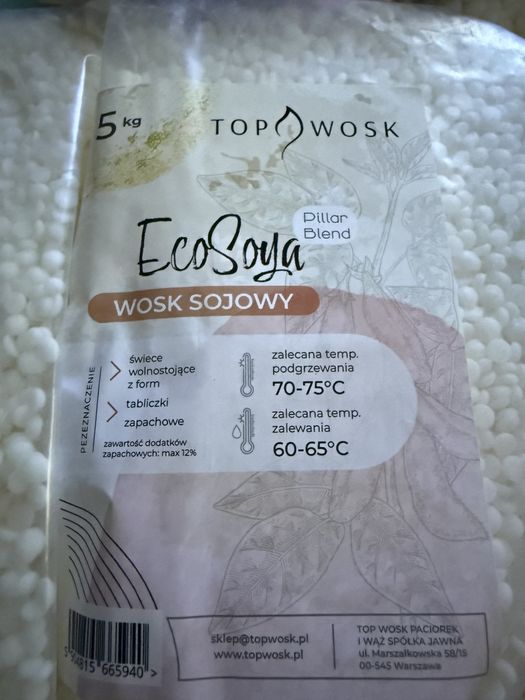 5 kg
TOP WOSK
EcoSoya
Pillar
Blend
WOSK SOJOWY
PEZEZNACZENIE
świece
wolnostojące
z form
tabliczki
zapachowe
zawartość dodatków
zapachowych: max 12%
zalecana temp.
podgrzewania
70-75°C
zalecana temp.
zalewania
60-65°C
sklep@topwosk.pl
www.topwosk.pl
TOP WOSK PACIOREK
I WĄŻ SPÓŁKA JAWNA
ul. Marszałkowska 58/15
00-545 Warszawa
665940 >